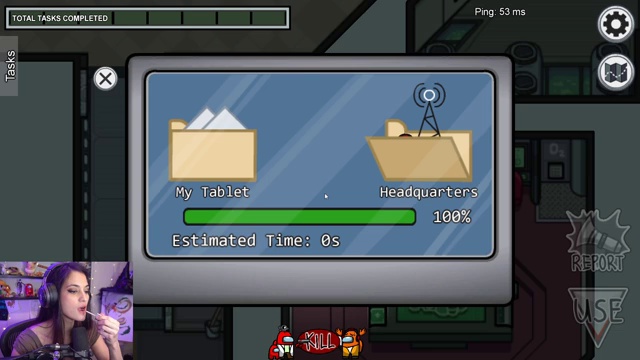 TOTAL TASKS COMPLETED
Ping: 53 ms
Tasks
My Tablet
Headquarters
100%
Estimated Time: 0s
REPORT
USE
KILL